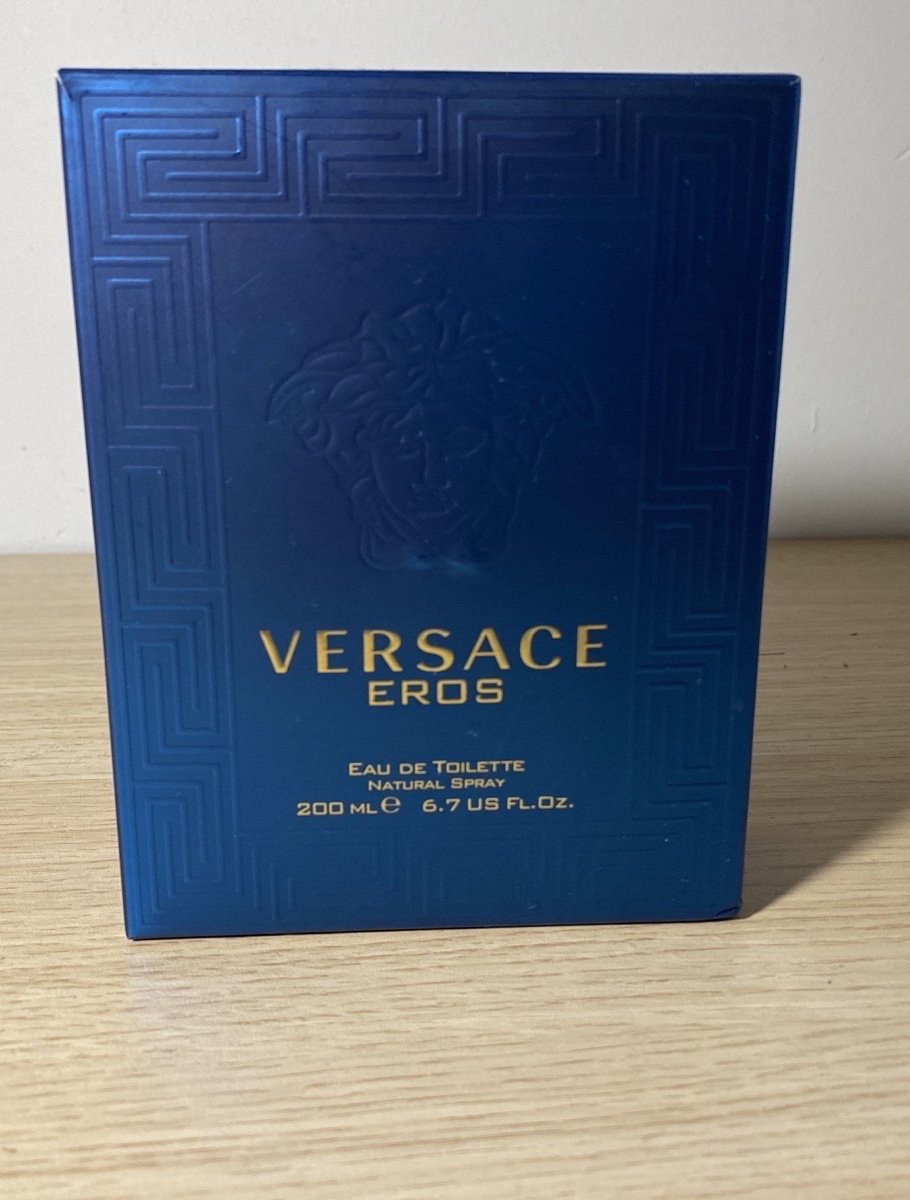 VERSACE
EROS
EAU DE TOILETTE
NATURAL SPRAY
200 ML ℮ 6.7 US FL.OZ.